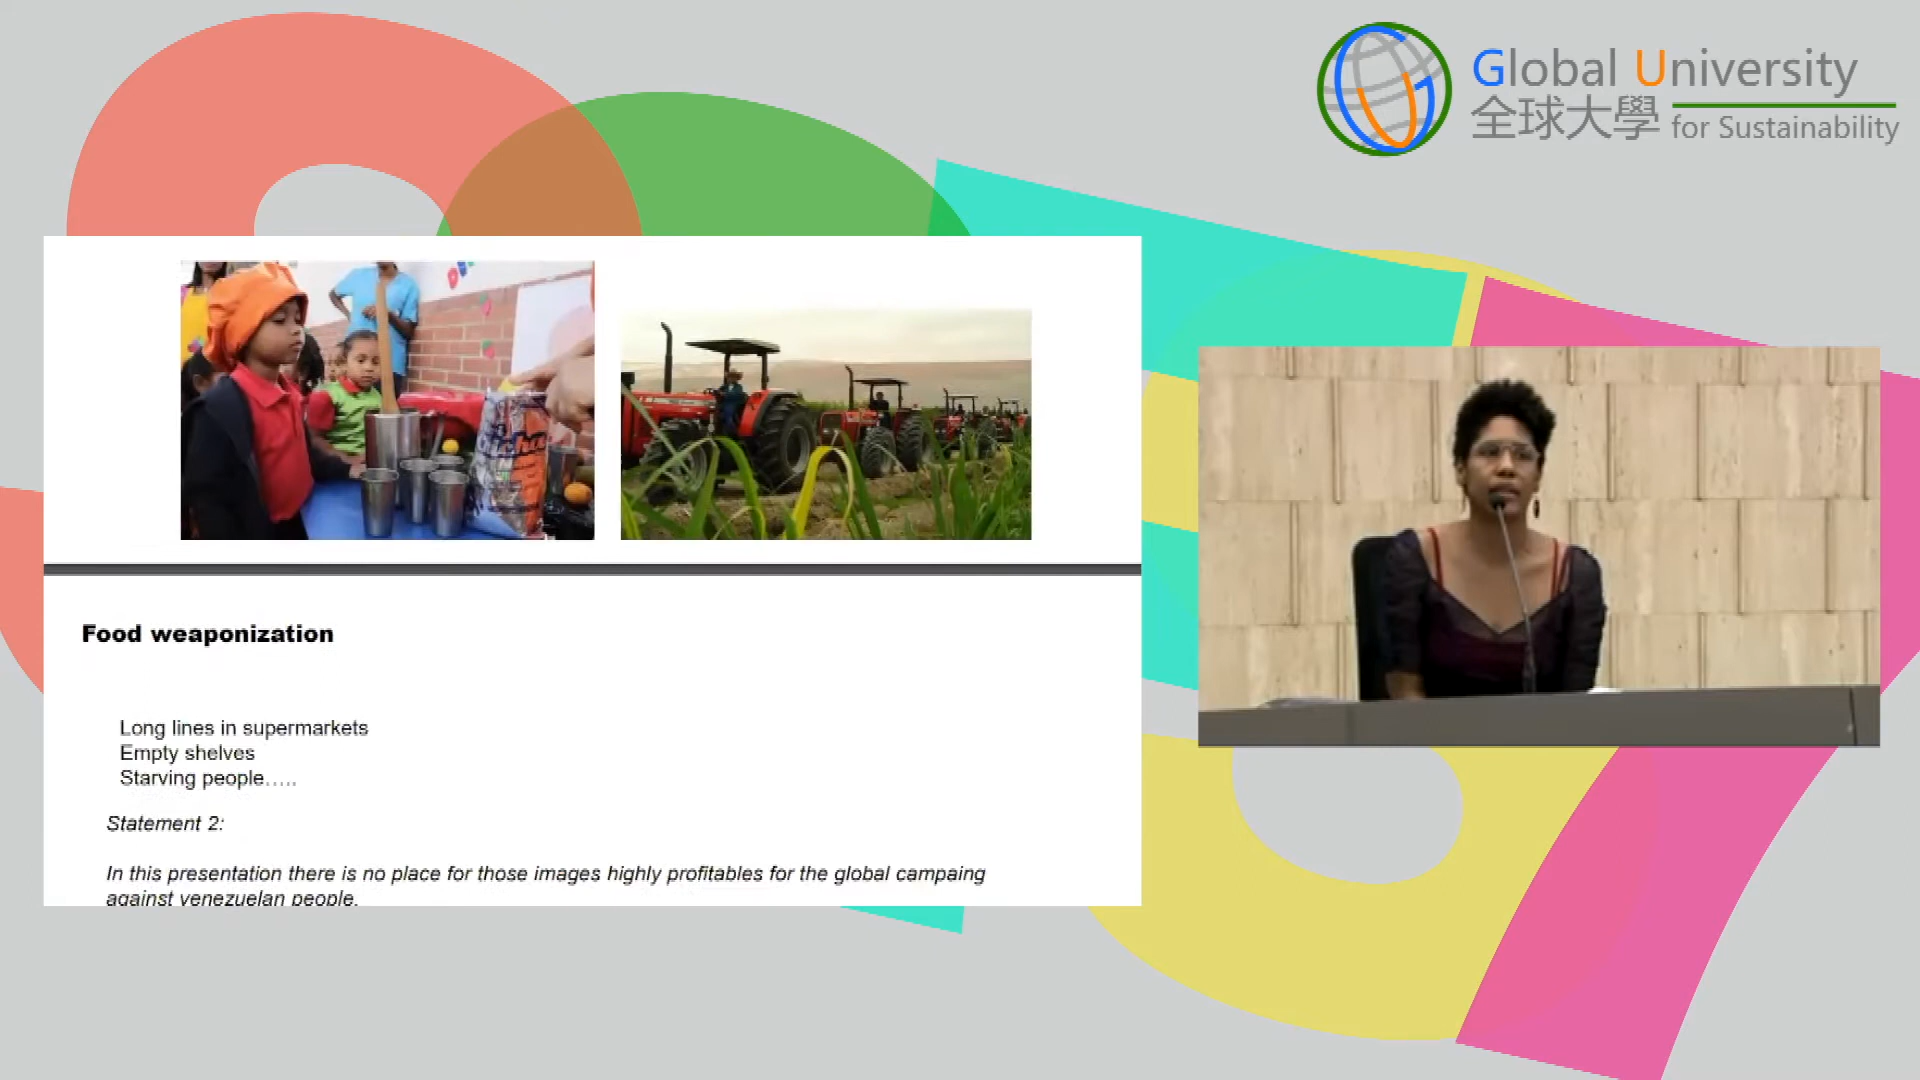 Global University
全球大學 for Sustainability
Food weaponization
Long lines in supermarkets
Empty shelves
Starving people.....
Statement 2:
In this presentation there is no place for those images highly profitables for the global campaing
against venezuelan people.